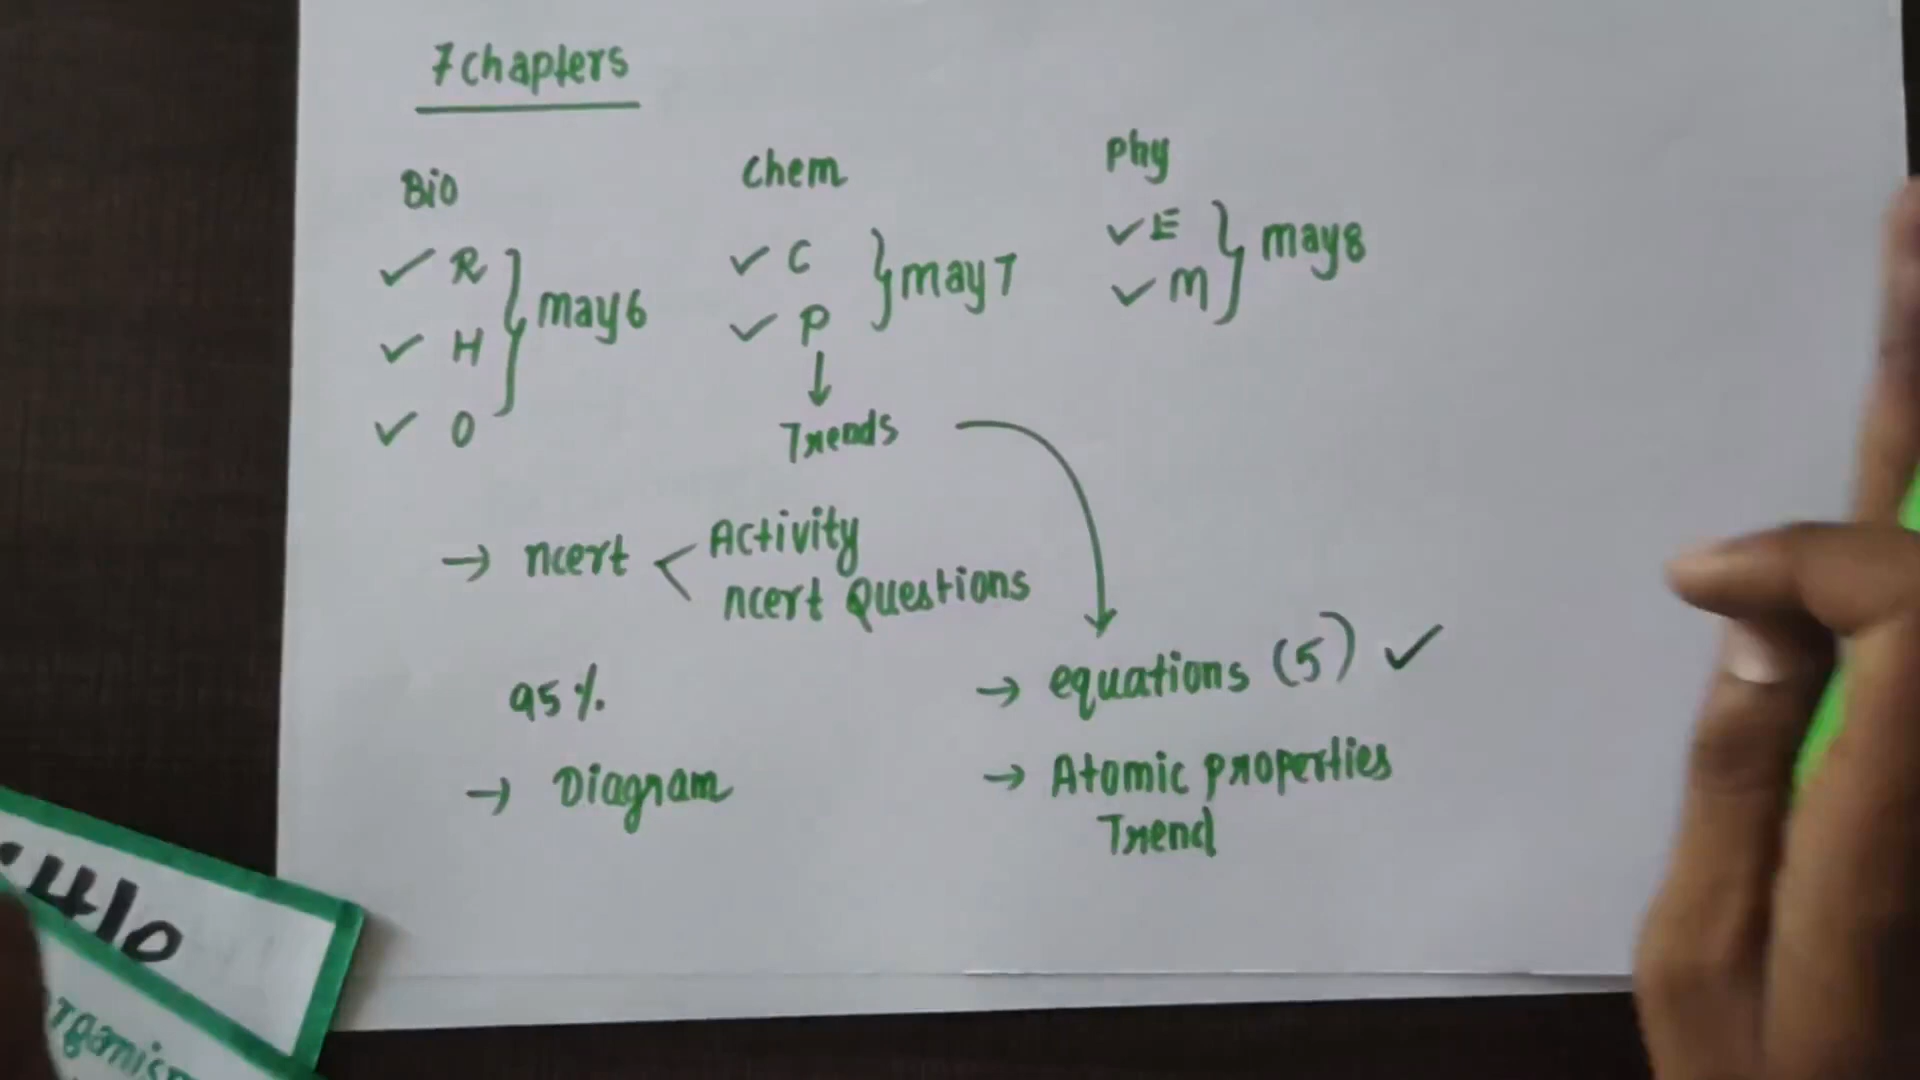 7 chapters
Bio
✓ R
✓ H
✓ O
may 6
chem
✓ C
✓ P
may 7
↓
Trends
phy
✓ E
✓ M
may 8
→ ncert < Activity
ncert Questions
95%
→ Diagram
→ equations (5) ✓
→ Atomic properties
Trend